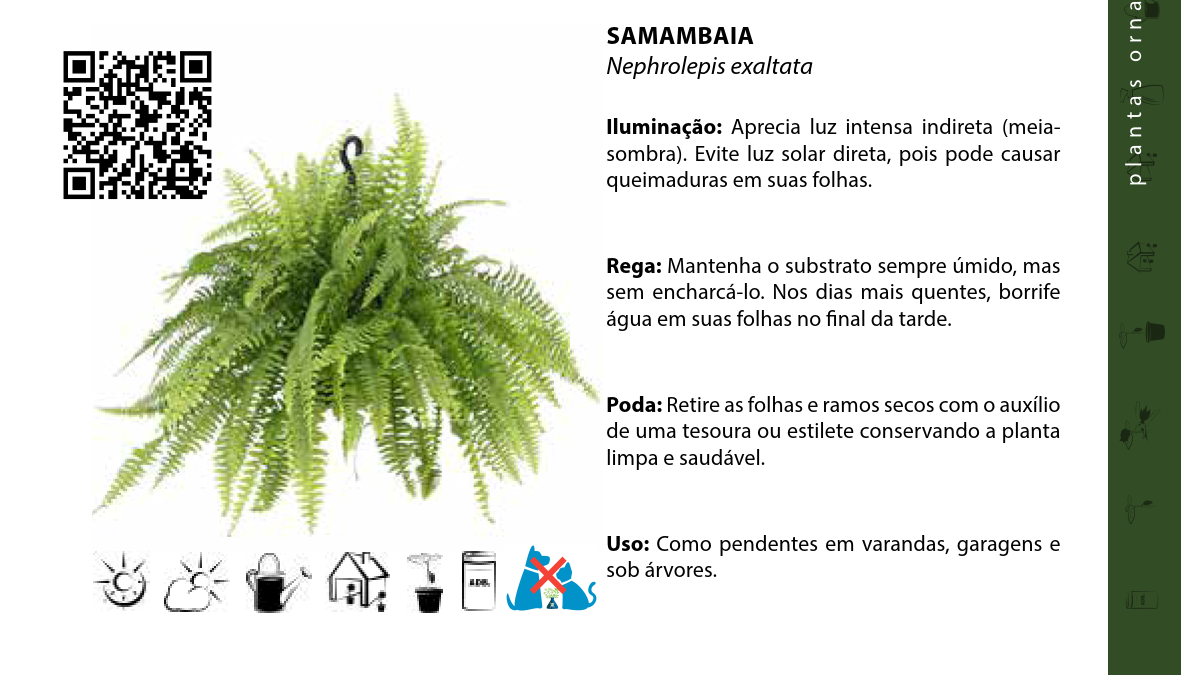 SAMAMBAIA
Nephrolepis exaltata
Iluminação: Aprecia luz intensa indireta (meia-
sombra). Evite luz solar direta, pois pode causar
queimaduras em suas folhas.
Rega: Mantenha o substrato sempre úmido, mas
sem encharcá-lo. Nos dias mais quentes, borrife
água em suas folhas no final da tarde.
Poda: Retire as folhas e ramos secos com o auxílio
de uma tesoura ou estilete conservando a planta
limpa e saudável.
Uso: Como pendentes em varandas, garagens e
sob árvores.
plantas orna